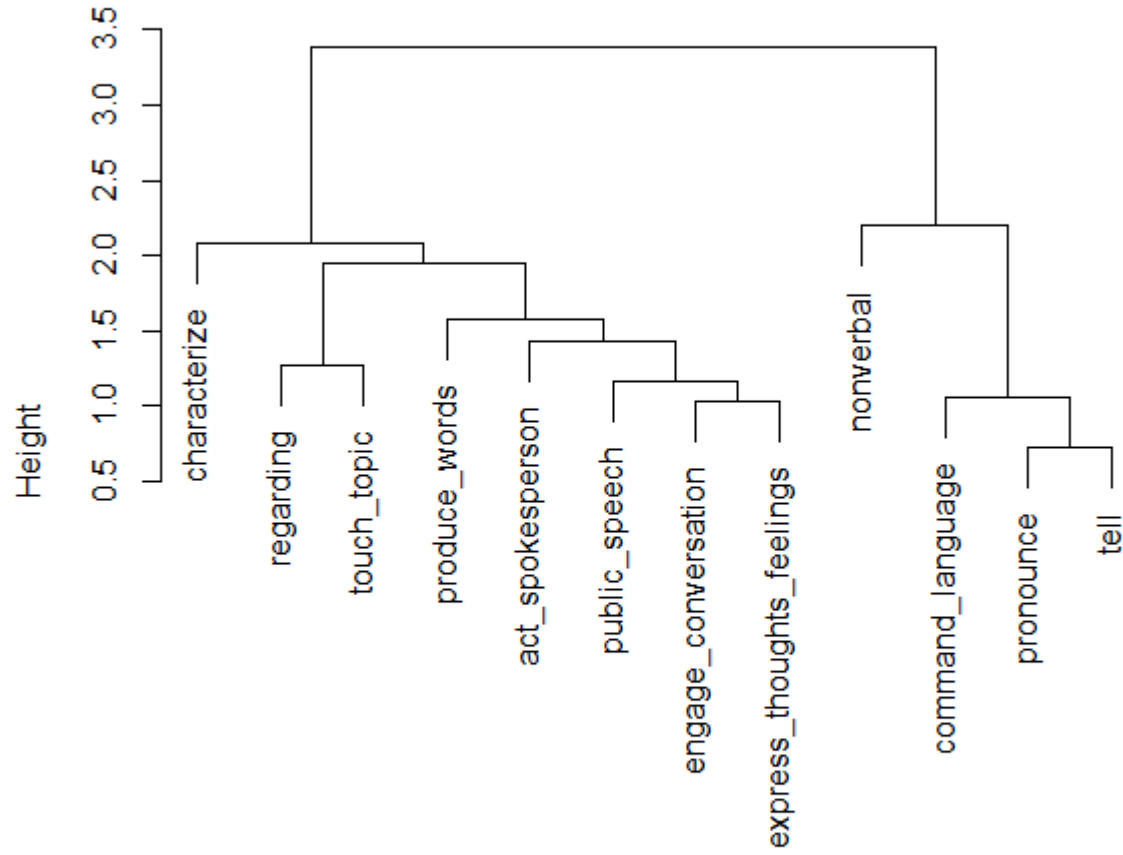 Height
3.5
3.0
2.5
2.0
1.5
1.0
0.5
characterize
regarding
touch_topic
produce_words
act_spokesperson
public_speech
engage_conversation
express_thoughts_feelings
nonverbal
command_language
pronounce
tell